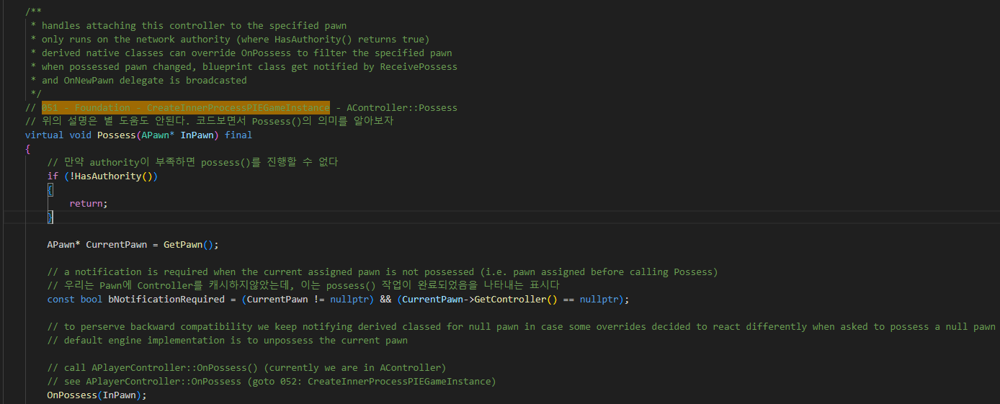 /**
* handles attaching this controller to the specified pawn
* only runs on the network authority (where HasAuthority() returns true)
* derived native classes can override OnPossess to filter the specified pawn
* when possessed pawn changed, blueprint class get notified by ReceivePossess
* and OnNewPawn delegate is broadcasted
*/
// 051 - Foundation - CreateInnerProcessPIEGameInstance - AController::Possess
// 위의 설명은 별 도움도 안된다. 코드보면서 Possess()의 의미를 알아보자
virtual void Possess(APawn* InPawn) final
{
// 만약 authority이 부족하면 possess()를 진행할 수 없다
if (!HasAuthority())
{
return;
}
APawn* CurrentPawn = GetPawn();
// a notification is required when the current assigned pawn is not possessed (i.e. pawn assigned before calling Possess)
// 우리는 Pawn에 Controller를 캐시하지않았는데, 이는 possess() 작업이 완료되었음을 나타내는 표시다
const bool bNotificationRequired = (CurrentPawn != nullptr) && (CurrentPawn->GetController() == nullptr);
// to perserve backward compatibility we keep notifying derived classed for null pawn in case some overrides decided to react differently when asked to possess a null pawn
// default engine implementation is to unpossess the current pawn
// call APlayerController::OnPossess() (currently we are in AController)
// see APlayerController::OnPossess (goto 052: CreateInnerProcessPIEGameInstance)
OnPossess(InPawn);